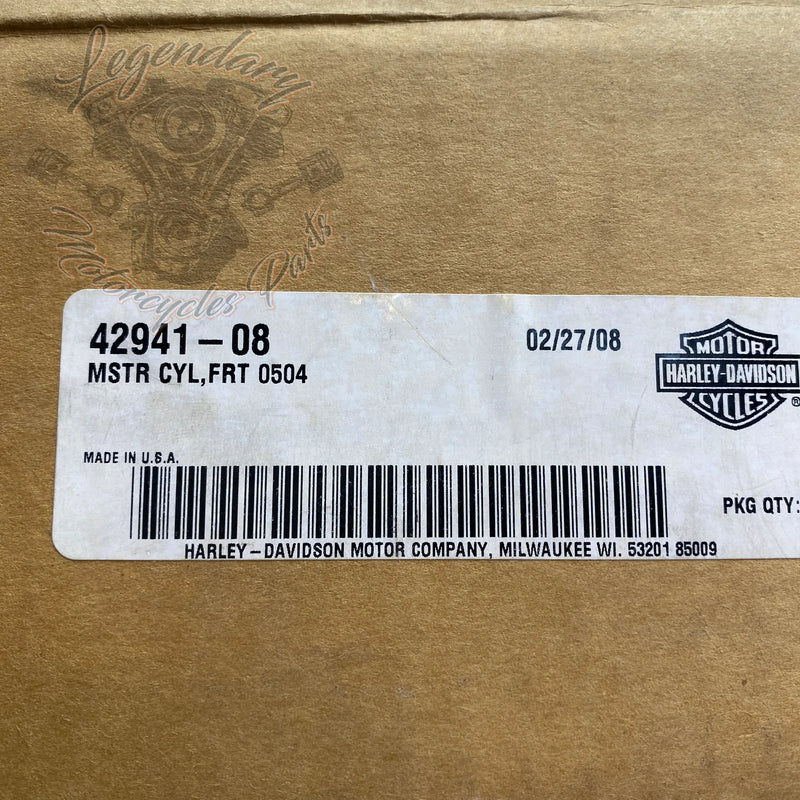 Legendary
Motorcycles Parts
42941-08
02/27/08
MSTR CYL,FRT 0504
MOTOR
HARLEY-DAVIDSON
CYCLES
®
MADE IN U.S.A.
PKG QTY:
HARLEY-DAVIDSON MOTOR COMPANY, MILWAUKEE WI. 53201 85009